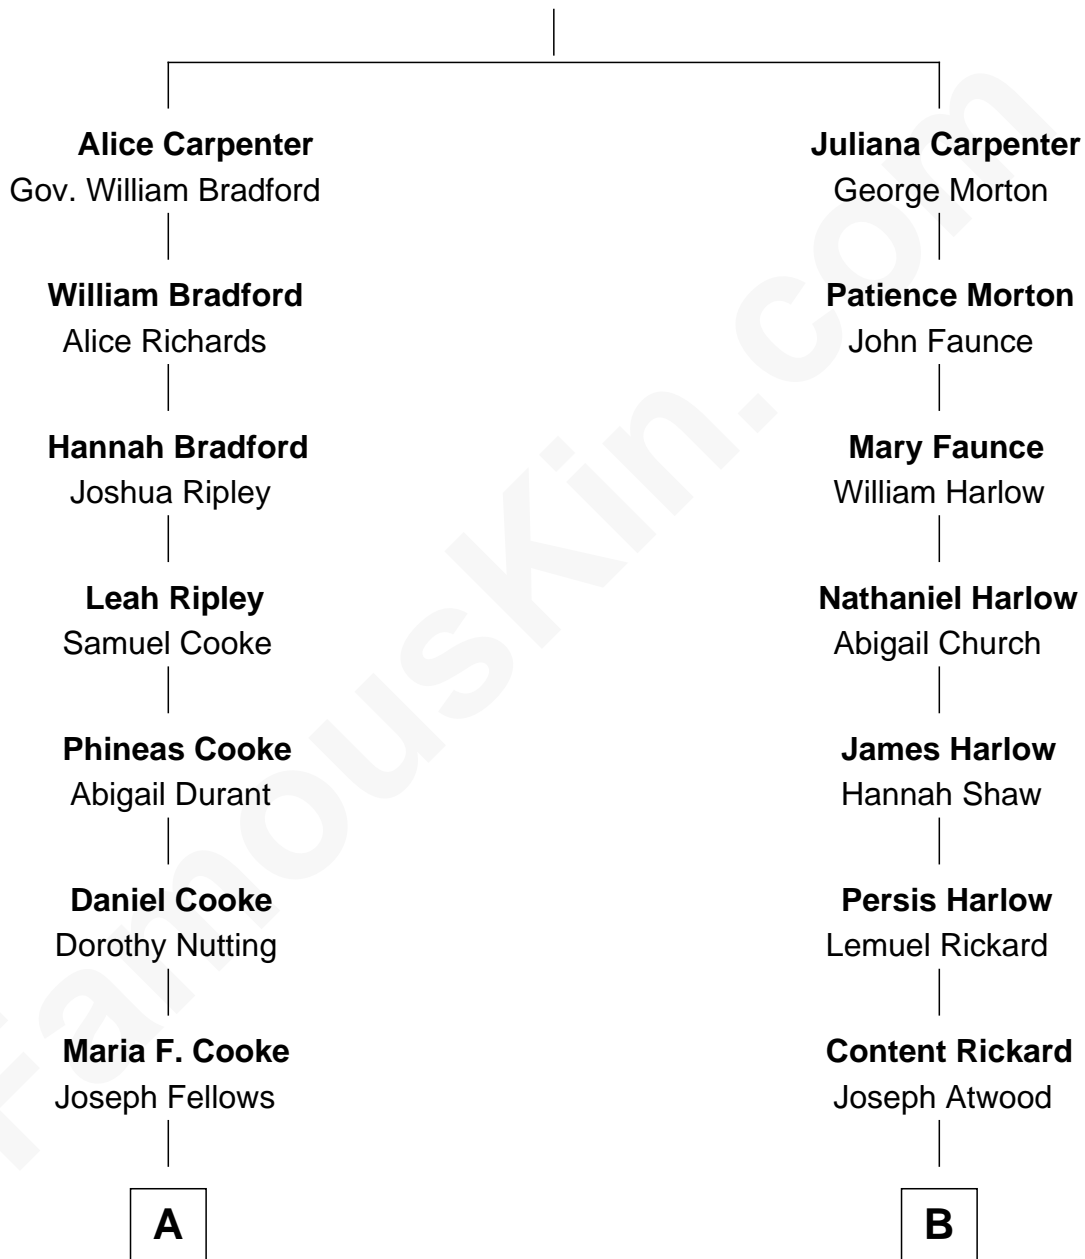 Alice Carpenter
Gov. William Bradford
William Bradford
Alice Richards
Hannah Bradford
Joshua Ripley
Leah Ripley
Samuel Cooke
Phineas Cooke
Abigail Durant
Daniel Cooke
Dorothy Nutting
Maria F. Cooke
Joseph Fellows
A
Juliana Carpenter
George Morton
Patience Morton
John Faunce
Mary Faunce
William Harlow
Nathaniel Harlow
Abigail Church
James Harlow
Hannah Shaw
Persis Harlow
Lemuel Rickard
Content Rickard
Joseph Atwood
B
FamousKin.com